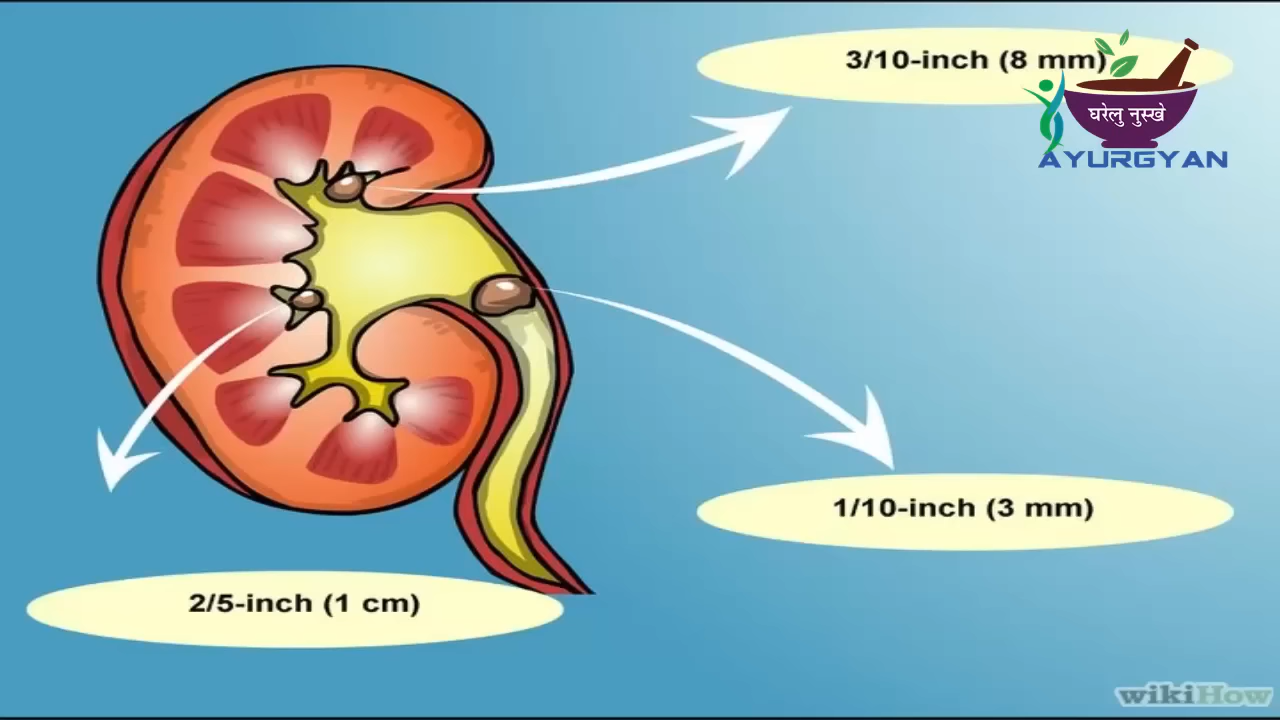 3/10-inch (8 mm)
घरेलु नुस्खे
AYURGYAN
1/10-inch (3 mm)
2/5-inch (1 cm)
wikiHow